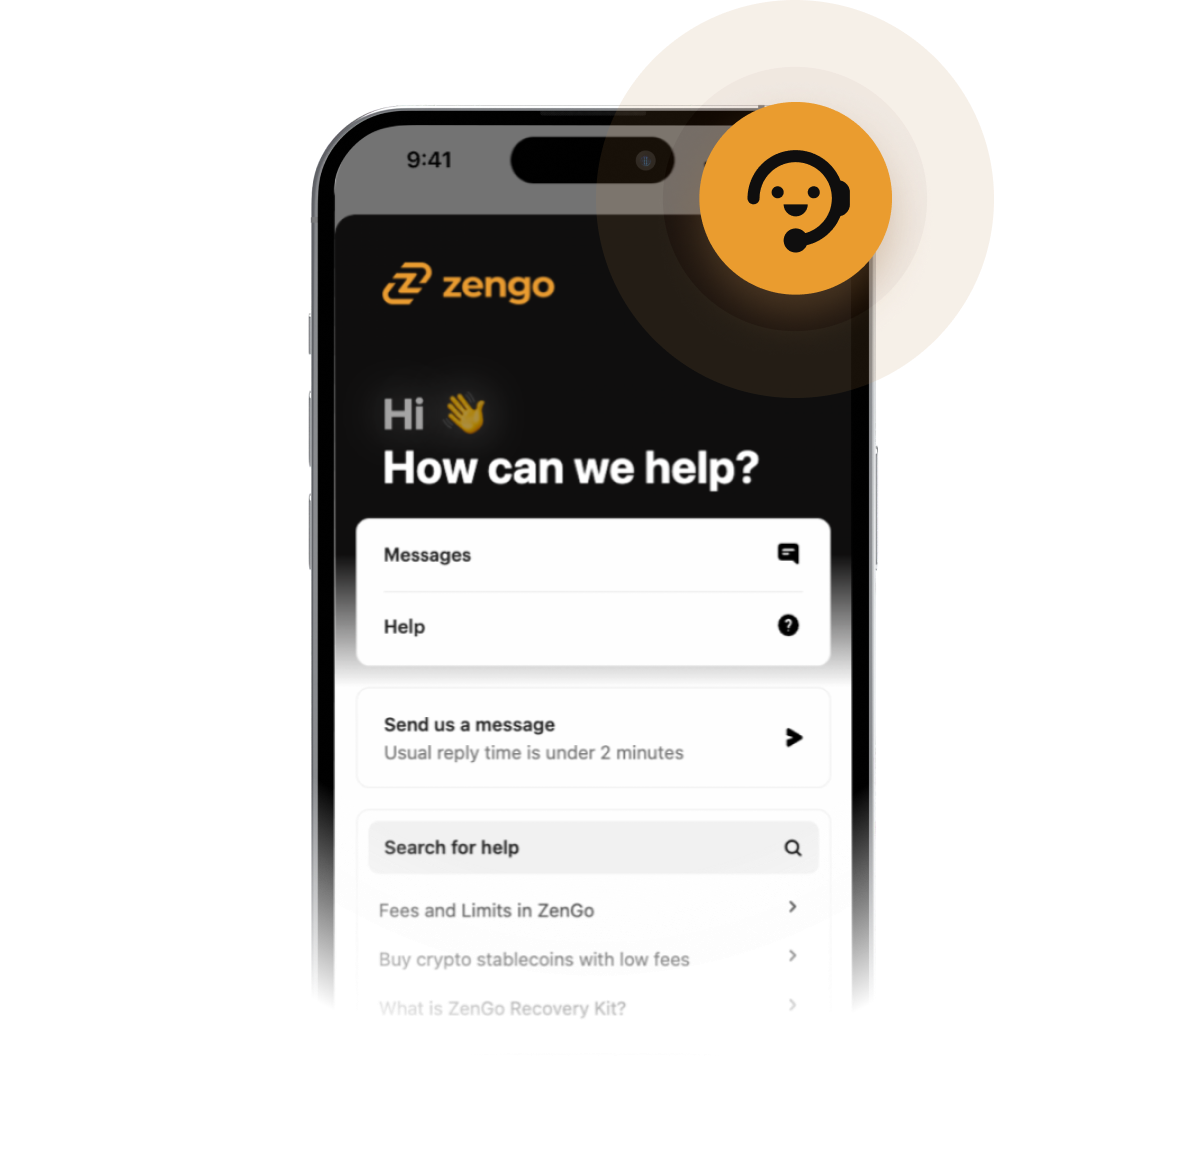 9:41
zengo
Hi 👋
How can we help?
Messages
Help
Send us a message
Usual reply time is under 2 minutes
Search for help
Fees and Limits in ZenGo
Buy crypto stablecoins with low fees
What is ZenGo Recovery Kit?